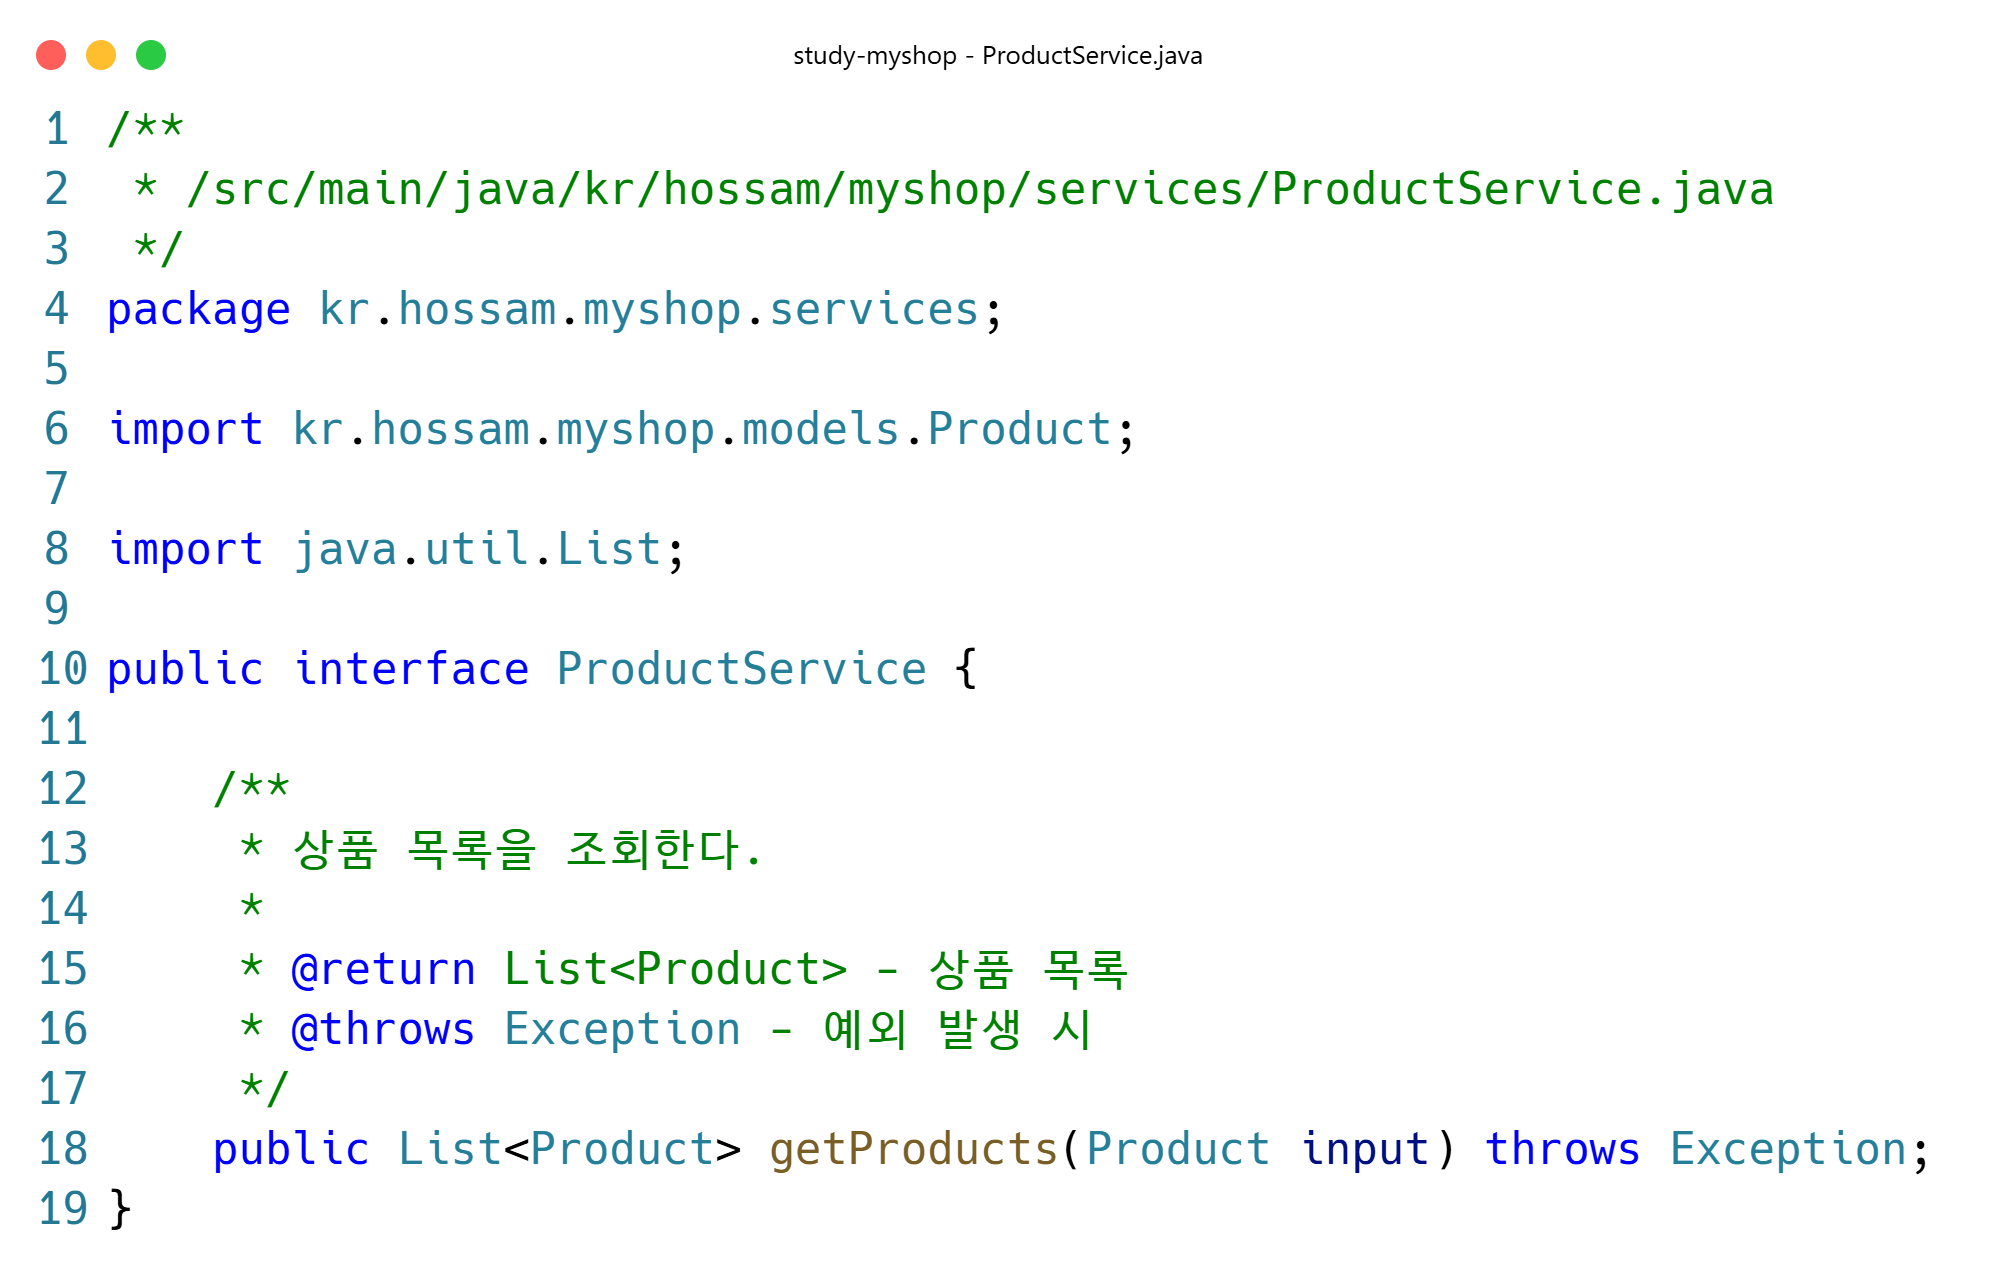 study-myshop - ProductService.java
1 /**
2  * /src/main/java/kr/hossam/myshop/services/ProductService.java
3  */
4 package kr.hossam.myshop.services;
5
6 import kr.hossam.myshop.models.Product;
7
8 import java.util.List;
9
10 public interface ProductService {
11
12     /**
13      * 상품 목록을 조회한다.
14      *
15      * @return List<Product> - 상품 목록
16      * @throws Exception - 예외 발생 시
17      */
18     public List<Product> getProducts(Product input) throws Exception;
19 }